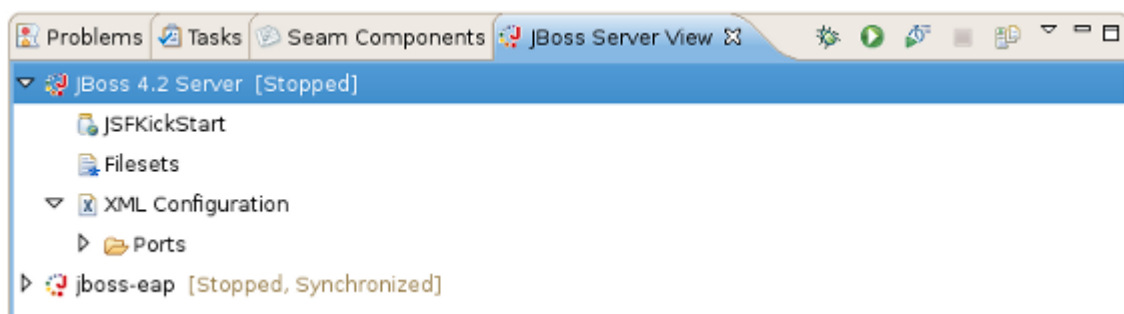 Problems Tasks Seam Components JBoss Server View
JBoss 4.2 Server [Stopped]
JSFKickStart
Filesets
XML Configuration
Ports
jboss-eap [Stopped, Synchronized]